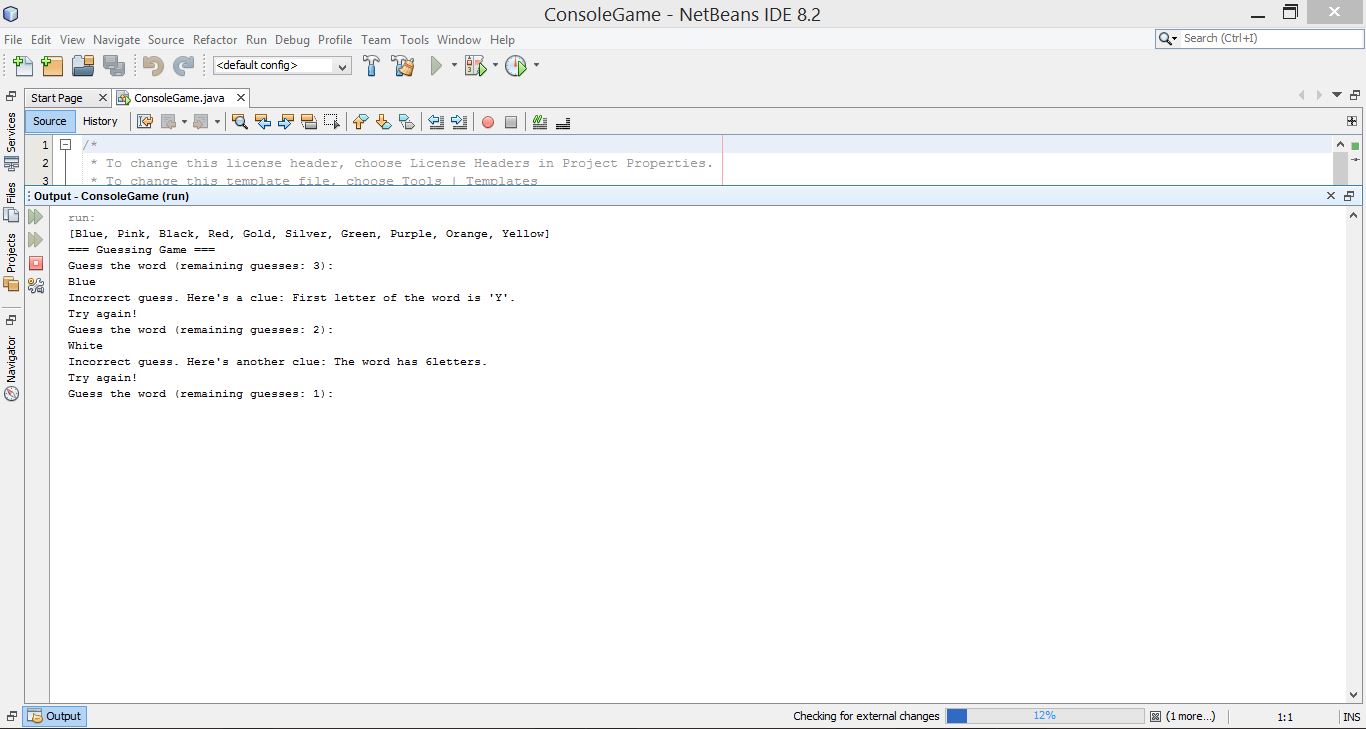 ConsoleGame - NetBeans IDE 8.2
File Edit View Navigate Source Refactor Run Debug Profile Team Tools Window Help
Search (Ctrl+I)
<default config>
Start Page
ConsoleGame.java
Source History
1 /*
2 * To change this license header, choose License Headers in Project Properties.
3 * To change this template file, choose Tools | Templates
Services
Files
Projects
Navigator
Output - ConsoleGame (run)
run:
[Blue, Pink, Black, Red, Gold, Silver, Green, Purple, Orange, Yellow]
=== Guessing Game ===
Guess the word (remaining guesses: 3):
Blue
Incorrect guess. Here's a clue: First letter of the word is 'Y'.
Try again!
Guess the word (remaining guesses: 2):
White
Incorrect guess. Here's another clue: The word has 6letters.
Try again!
Guess the word (remaining guesses: 1):
Output
Checking for external changes 12% (1 more...) 1:1 INS